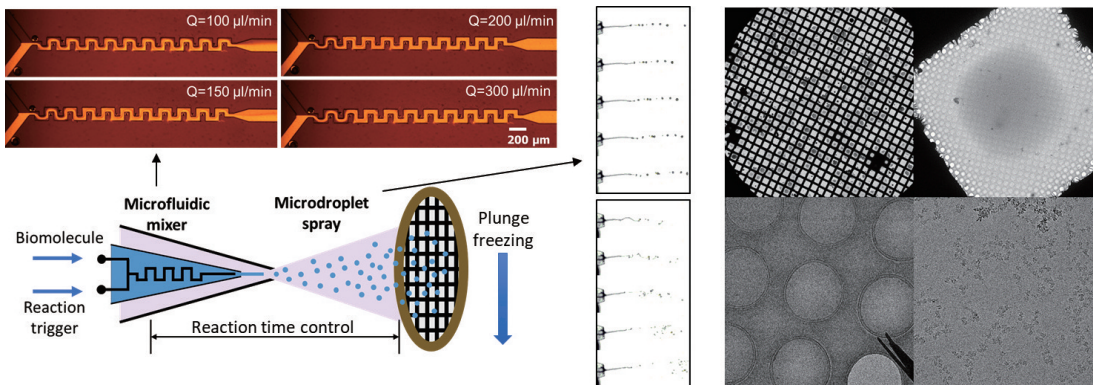 Q=100 µl/min
Q=200 µl/min
Q=150 µl/min
Q=300 µl/min
200 µm
Microfluidic
mixer
Microdroplet
spray
Plunge
freezing
Biomolecule
Reaction
trigger
Reaction time control